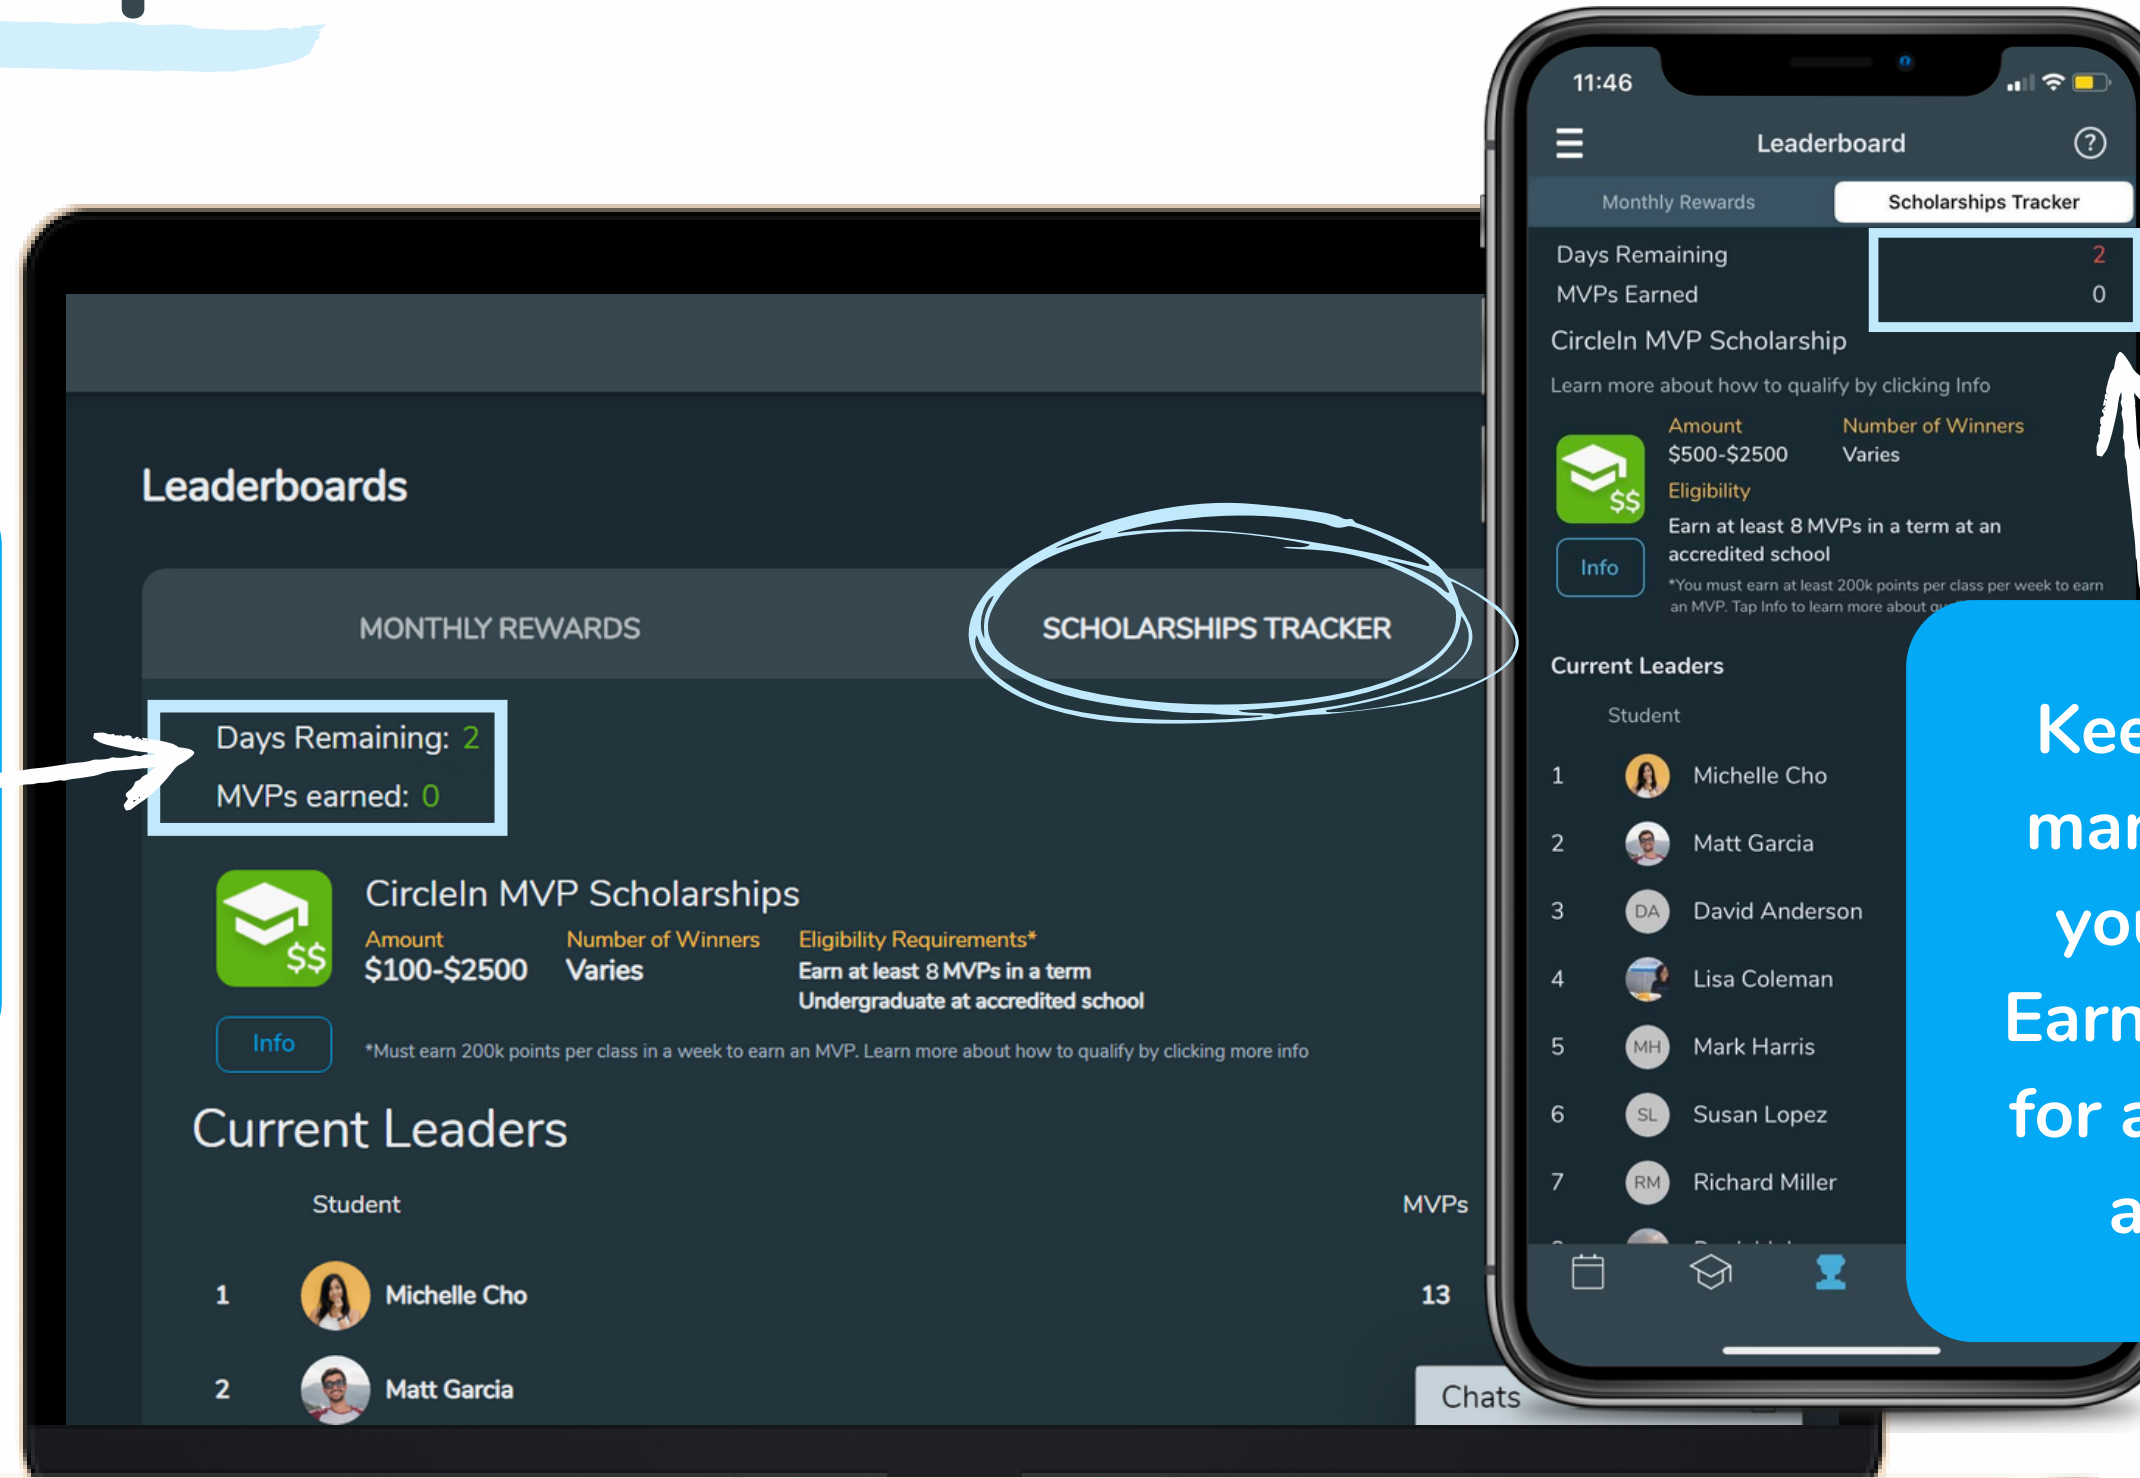 Leaderboards
MONTHLY REWARDS
SCHOLARSHIPS TRACKER
Days Remaining: 2
MVPs earned: 0
$$
CircleIn MVP Scholarships
Amount
Number of Winners
Eligibility Requirements*
$100-$2500
Varies
Earn at least 8 MVPs in a term
Undergraduate at accredited school
Info
*Must earn 200k points per class in a week to earn an MVP. Learn more about how to qualify by clicking more info
Current Leaders
Student
MVPs
1
Michelle Cho
13
2
Matt Garcia
Chats
11:46
Leaderboard
?
Monthly Rewards
Scholarships Tracker
Days Remaining
2
MVPs Earned
0
CircleIn MVP Scholarship
Learn more about how to qualify by clicking Info
Amount
Number of Winners
$500-$2500
Varies
$$
Eligibility
Earn at least 8 MVPs in a term at an
accredited school
Info
*You must earn at least 200k points per class per week to earn
an MVP. Tap Info to learn more about
Current Leaders
Student
1
Michelle Cho
2
Matt Garcia
3
DA
David Anderson
4
Lisa Coleman
5
MH
Mark Harris
6
SL
Susan Lopez
7
RM
Richard Miller
Earn
for